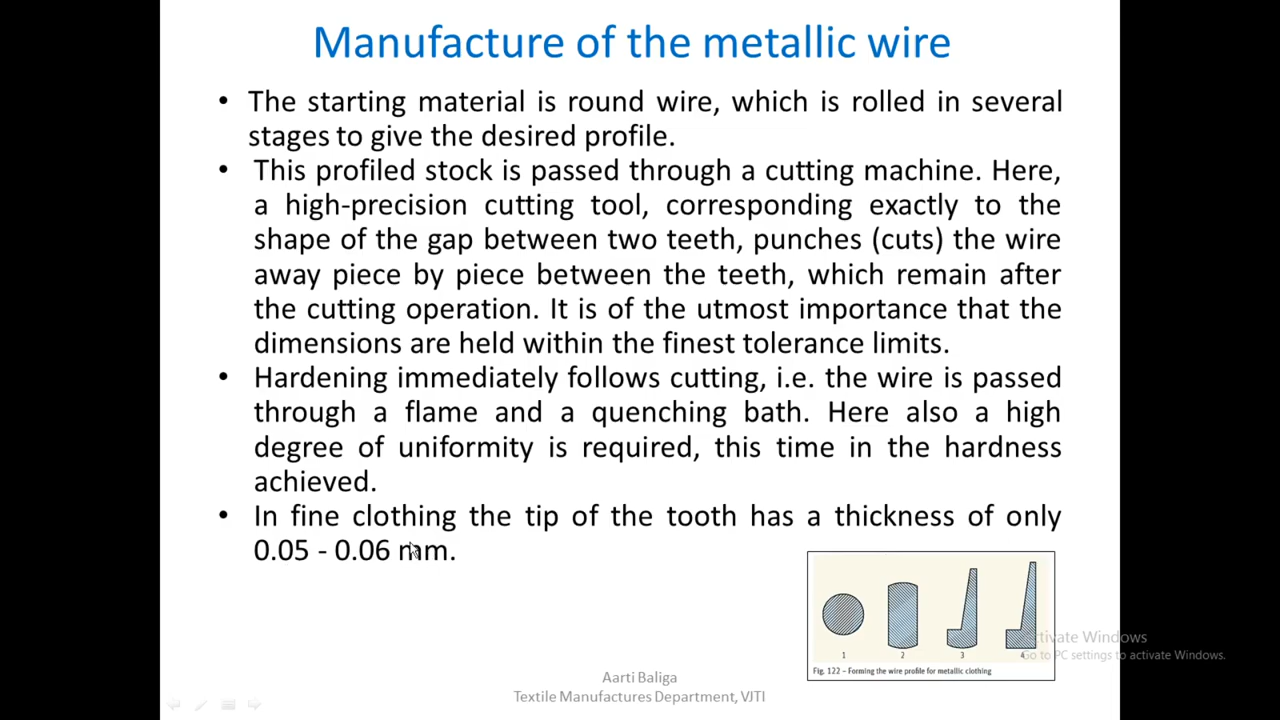 Manufacture of the metallic wire
• The starting material is round wire, which is rolled in several
stages to give the desired profile.
• This profiled stock is passed through a cutting machine. Here,
a high-precision cutting tool, corresponding exactly to the
shape of the gap between two teeth, punches (cuts) the wire
away piece by piece between the teeth, which remain after
the cutting operation. It is of the utmost importance that the
dimensions are held within the finest tolerance limits.
• Hardening immediately follows cutting, i.e. the wire is passed
through a flame and a quenching bath. Here also a high
degree of uniformity is required, this time in the hardness
achieved.
• In fine clothing the tip of the tooth has a thickness of only
0.05 - 0.06 mm.
1 2 3 4
Fig. 122 – Forming the wire profile for metallic clothing
Activate Windows
Go to PC settings to activate Windows.
Aarti Baliga
Textile Manufactures Department, VJTI